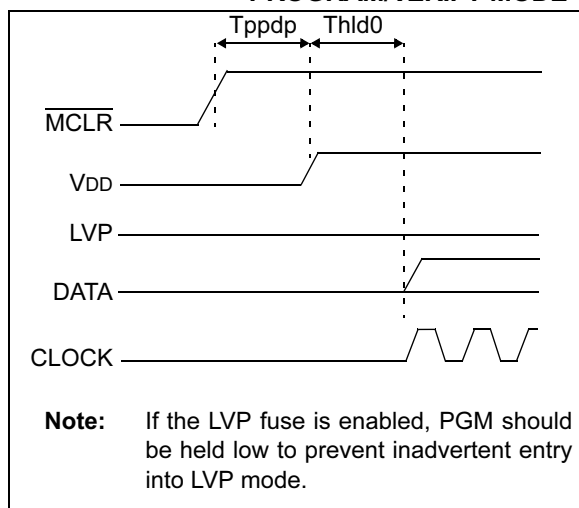 PROGRAM/VERIFY MODE
Tppdp Thld0
MCLR
VDD
LVP
DATA
CLOCK
Note: If the LVP fuse is enabled, PGM should
be held low to prevent inadvertent entry
into LVP mode.